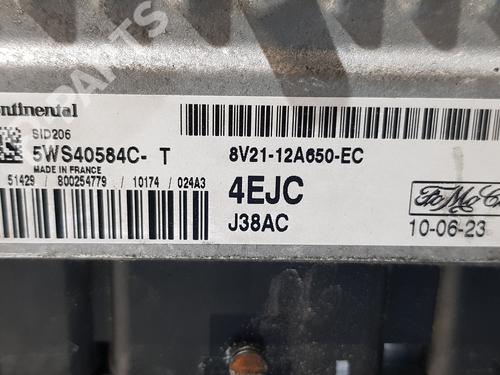 Continental
SID206
5WS40584C- T
MADE IN FRANCE
51429 / 800254779 / 10174 / 024A3
8V21-12A650-EC
4EJC
J38AC
FoMoCo
10-06-23
PARTS